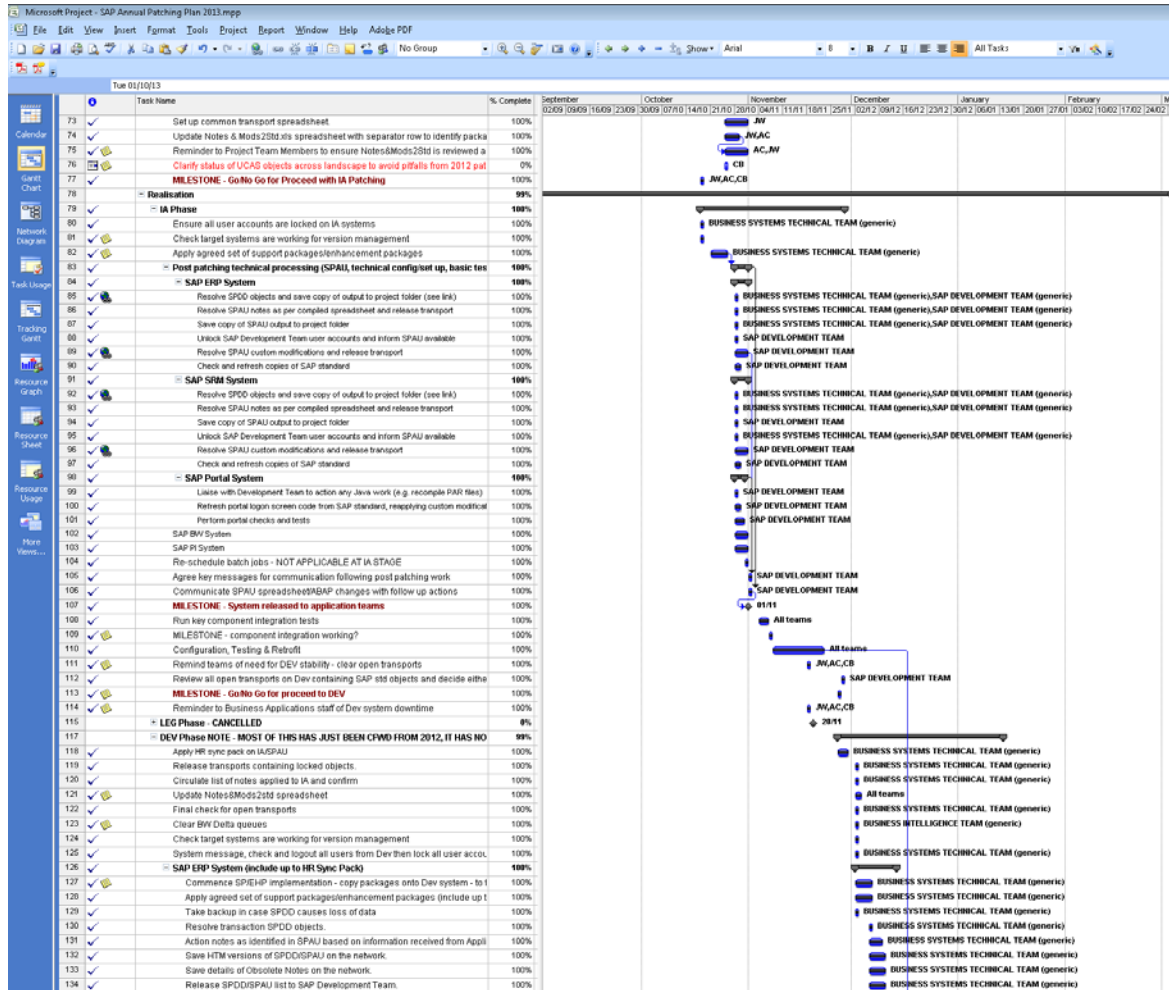 Microsoft Project - SAP Annual Patching Plan 2013.mpp
File Edit View Insert Format Tools Project Report Window Help Adobe PDF
No Group Show Arial 8 B I U All Tasks
Tue 01/10/13
Task Name % Complete September October November December January February M
02/09 09/09 16/09 23/09 30/09 07/10 14/10 21/10 28/10 04/11 11/11 18/11 25/11 02/12 09/12 16/12 23/12 30/12 06/01 13/01 20/01 27/01 03/02 10/02 17/02 24/02
Calendar
Gantt Chart
Network Diagram
Task Usage
Tracking Gantt
Resource Graph
Resource Sheet
Resource Usage
More Views...
73 Set up common transport spreadsheet. 100% JW
74 Update Notes & Mods2Std.xls spreadsheet with separator row to identify packa 100% JW,AC
75 Reminder to Project Team Members to ensure Notes&Mods2Std is reviewed a 100% AC,JW
76 Clarify status of UCAS objects across landscape to avoid pitfalls from 2012 pat 0% CB
77 MILESTONE - Go/No Go for Proceed with IA Patching 100% JW,AC,CB
78 Realisation 99%
79 IA Phase 100%
80 Ensure all user accounts are locked on IA systems 100% BUSINESS SYSTEMS TECHNICAL TEAM (generic)
81 Check target systems are working for version management 100%
82 Apply agreed set of support packages/enhancement packages 100% BUSINESS SYSTEMS TECHNICAL TEAM (generic)
83 Post patching technical processing (SPAU, technical config/set up, basic tes 100%
84 SAP ERP System 100%
85 Resolve SPDD objects and save copy of output to project folder (see link) 100% BUSINESS SYSTEMS TECHNICAL TEAM (generic),SAP DEVELOPMENT TEAM (generic)
86 Resolve SPAU notes as per compiled spreadsheet and release transport 100% BUSINESS SYSTEMS TECHNICAL TEAM (generic),SAP DEVELOPMENT TEAM (generic)
87 Save copy of SPAU output to project folder 100% BUSINESS SYSTEMS TECHNICAL TEAM (generic),SAP DEVELOPMENT TEAM (generic)
88 Unlock SAP Development Team user accounts and inform SPAU available 100% SAP DEVELOPMENT TEAM
89 Resolve SPAU custom modifications and release transport 100% SAP DEVELOPMENT TEAM
90 Check and refresh copies of SAP standard 100% SAP DEVELOPMENT TEAM
91 SAP SRM System 100%
92 Resolve SPDD objects and save copy of output to project folder (see link) 100% BUSINESS SYSTEMS TECHNICAL TEAM (generic),SAP DEVELOPMENT TEAM (generic)
93 Resolve SPAU notes as per compiled spreadsheet and release transport 100% BUSINESS SYSTEMS TECHNICAL TEAM (generic),SAP DEVELOPMENT TEAM (generic)
94 Save copy of SPAU output to project folder 100% SAP DEVELOPMENT TEAM
95 Unlock SAP Development Team user accounts and inform SPAU available 100% BUSINESS SYSTEMS TECHNICAL TEAM (generic),SAP DEVELOPMENT TEAM (generic)
96 Resolve SPAU custom modifications and release transport 100% SAP DEVELOPMENT TEAM
97 Check and refresh copies of SAP standard 100% SAP DEVELOPMENT TEAM
98 SAP Portal System 100%
99 Liaise with Development Team to action any Java work (e.g. recompile PAR files) 100% SAP DEVELOPMENT TEAM
100 Refresh portal logon screen code from SAP standard, reapplying custom modificat 100% SAP DEVELOPMENT TEAM
101 Perform portal checks and tests 100% SAP DEVELOPMENT TEAM
102 SAP BW System 100%
103 SAP PI System 100%
104 Re-schedule batch jobs - NOT APPLICABLE AT IA STAGE 100%
105 Agree key messages for communication following post patching work 100% SAP DEVELOPMENT TEAM
106 Communicate SPAU spreadsheet/ABAP changes with follow up actions 100% SAP DEVELOPMENT TEAM
107 MILESTONE - System released to application teams 100% 01/11
108 Run key component integration tests 100% All teams
109 MILESTONE - component integration working? 100%
110 Configuration, Testing & Retrofit 100% All teams
111 Remind teams of need for DEV stability - clear open transports 100% JW,AC,CB
112 Review all open transports on Dev containing SAP std objects and decide eithe 100% SAP DEVELOPMENT TEAM
113 MILESTONE - Go/No Go for proceed to DEV 100%
114 Reminder to Business Applications staff of Dev system downtime 100% JW,AC,CB
115 LEG Phase - CANCELLED 0% 20/11
117 DEV Phase NOTE - MOST OF THIS HAS JUST BEEN CFWD FROM 2012, IT HAS NO 99%
118 Apply HR sync pack on IA/SPAU 100% BUSINESS SYSTEMS TECHNICAL TEAM (generic)
119 Release transports containing locked objects. 100% BUSINESS SYSTEMS TECHNICAL TEAM (generic)
120 Circulate list of notes applied to IA and confirm 100% BUSINESS SYSTEMS TECHNICAL TEAM (generic)
121 Update Notes&Mods2std spreadsheet 100% All teams
122 Final check for open transports 100% BUSINESS SYSTEMS TECHNICAL TEAM (generic)
123 Clear BW Delta queues 100% BUSINESS INTELLIGENCE TEAM (generic)
124 Check target systems are working for version management 100%
125 System message, check and logout all users from Dev then lock all user accou 100% BUSINESS SYSTEMS TECHNICAL TEAM (generic)
126 SAP ERP System (include up to HR Sync Pack) 100%
127 Commence SP/EHP implementation - copy packages onto Dev system - to t 100% BUSINESS SYSTEMS TECHNICAL TEAM (generic)
128 Apply agreed set of support packages/enhancement packages (include up t 100% BUSINESS SYSTEMS TECHNICAL TEAM (generic)
129 Take backup in case SPDD causes loss of data 100% BUSINESS SYSTEMS TECHNICAL TEAM (generic)
130 Resolve transaction SPDD objects. 100% BUSINESS SYSTEMS TECHNICAL TEAM (generic)
131 Action notes as identified in SPAU based on information received from Appli 100% BUSINESS SYSTEMS TECHNICAL TEAM (generic)
132 Save HTM versions of SPDD/SPAU on the network. 100% BUSINESS SYSTEMS TECHNICAL TEAM (generic)
133 Save details of Obsolete Notes on the network. 100% BUSINESS SYSTEMS TECHNICAL TEAM (generic)
134 Release SPDD/SPAU list to SAP Development Team. 100% BUSINESS SYSTEMS TECHNICAL TEAM (generic)